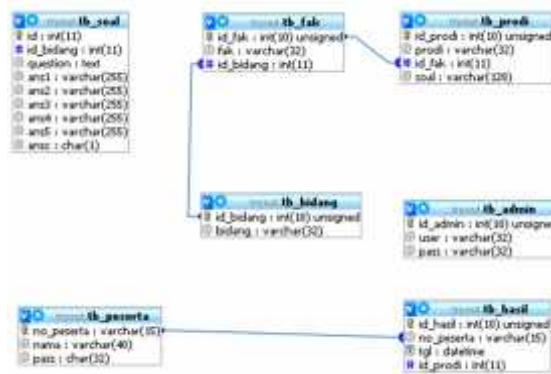 tb_soal
id : int(11)
id_bidang : int(11)
question : text
ans1 : varchar(255)
ans2 : varchar(255)
ans3 : varchar(255)
ans4 : varchar(255)
ans5 : varchar(255)
: char(1)
tb_fak
id_fak : int(10) unsigned
fak : varchar(32)
id_bidang : int(11)
tb_prodi
id_prodi : int(10) unsigned
prodi : varchar(32)
id_fak : int(11)
soal : varchar(128)
tb_bidang
id_bidang : int(10) unsigned
bidang : varchar(32)
tb_admin
id_admin : int(10) unsigne
user : varchar(32)
pass : varchar(32)
tb_peserta
no_peserta : varchar(15)
nama : varchar(40)
pass : char(32)
tb_hasil
id_hasil : int(10) unsigned
no_peserta : varchar(15)
tgl : datetime
id_prodi : int(11)